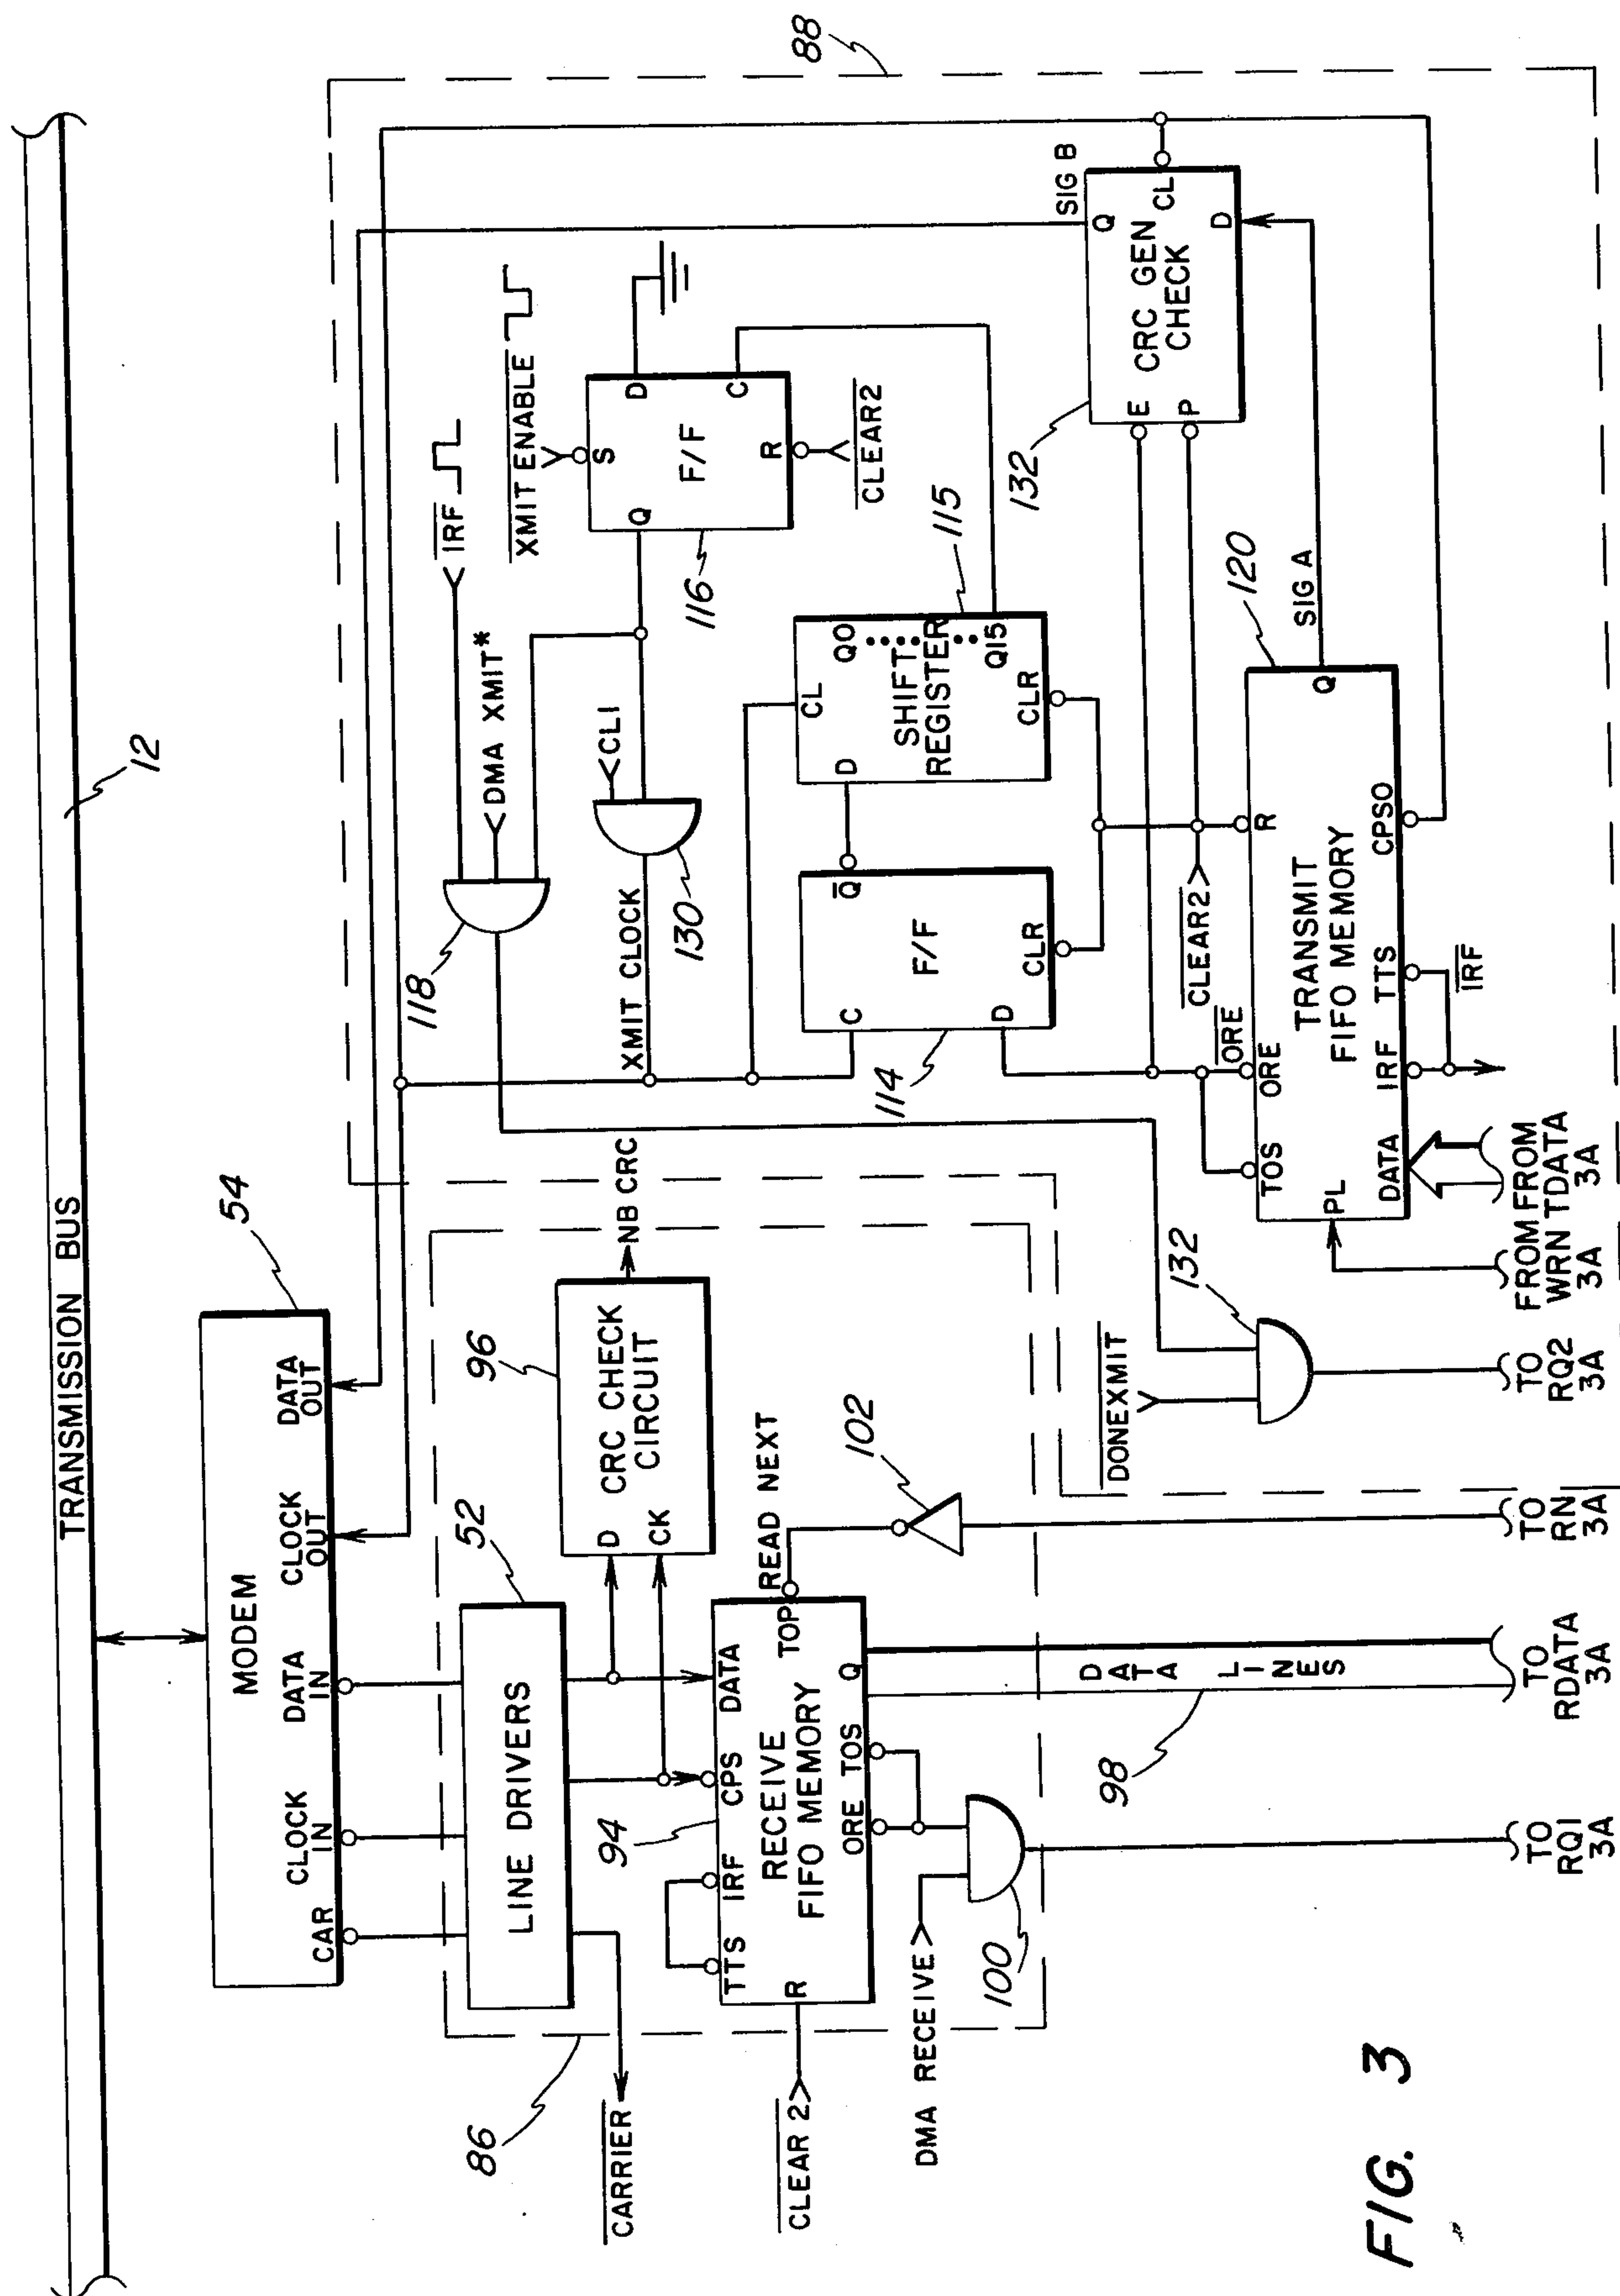 TRANSMISSION BUS
12
MODEM
54
CAR
CLOCK IN
DATA IN
CLOCK OUT
DATA OUT
88
LINE DRIVERS
52
86
CARRIER
CRC CHECK CIRCUIT
96
D
CK
NB CRC
RECEIVE FIFO MEMORY
94
TTS
IRF
CPS
DATA
R
TOP
ORE
TOS
Q
CLEAR 2
READ NEXT
102
DMA RECEIVE
100
DATA LINES
98
118
IRF
DMA XMIT*
XMIT ENABLE
CL1
130
XMIT CLOCK
F/F
116
S
D
Q
C
R
CLEAR2
F/F
114
C
D
Q
CLR
SHIFT REGISTER
115
CL
D
Q0
Q15
CLR
CRC GEN CHECK
132
E
P
Q
CL
D
SIG B
SIG A
TRANSMIT FIFO MEMORY
120
CLEAR2
ORE
TOS
ORE
R
Q
PL
DATA
IRF
TTS
CPSO
IRF
DONEXMIT
132
TO RQ1 3A
TO RDATA 3A
TO RN 3A
TO RQ2 3A
FROM WRN 3A
FROM TDATA 3A
FIG. 3